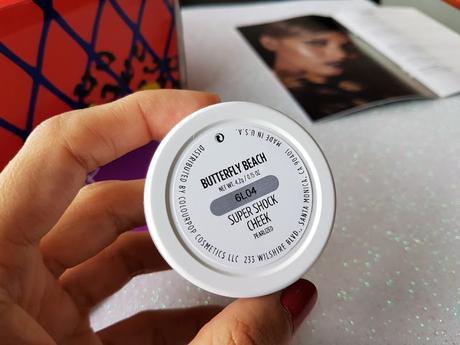 BUTTERFLY BEACH
NET WT. 4.2g / 0.15 OZ
6L04
SUPER SHOCK
CHEEK
PEARLIZED
DISTRIBUTED BY COLOURPOP COSMETICS LLC 233 WILSHIRE BLVD., SANTA MONICA, CA 90401 MADE IN U.S.A.